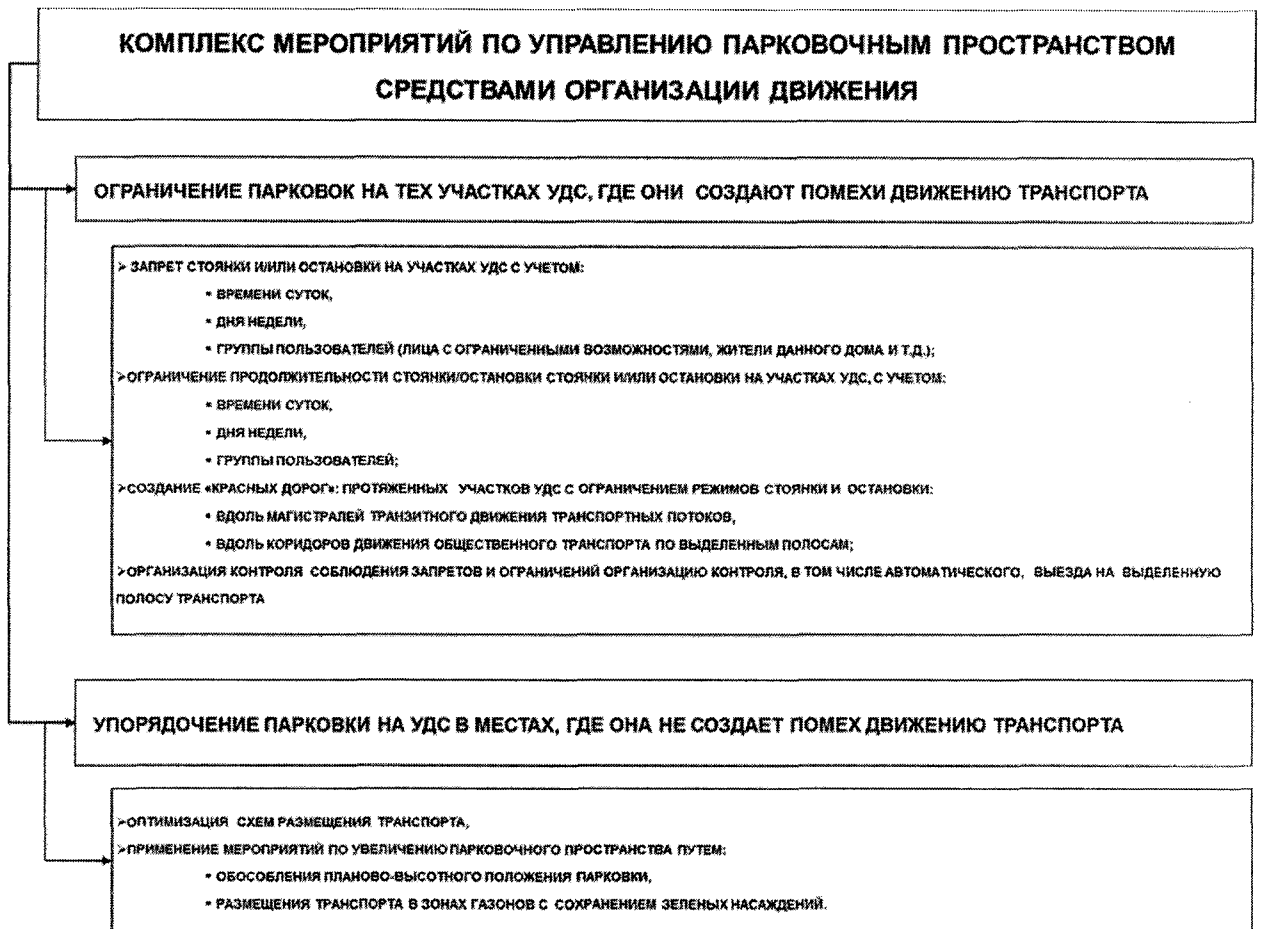 КОМПЛЕКС МЕРОПРИЯТИЙ ПО УПРАВЛЕНИЮ ПАРКОВОЧНЫМ ПРОСТРАНСТВОМ
СРЕДСТВАМИ ОРГАНИЗАЦИИ ДВИЖЕНИЯ
ОГРАНИЧЕНИЕ ПАРКОВОК НА ТЕХ УЧАСТКАХ УДС, ГДЕ ОНИ СОЗДАЮТ ПОМЕХИ ДВИЖЕНИЮ ТРАНСПОРТА
➢ ЗАПРЕТ СТОЯНКИ И/ИЛИ ОСТАНОВКИ НА УЧАСТКАХ УДС С УЧЕТОМ:
▪ ВРЕМЕНИ СУТОК,
▪ ДНЯ НЕДЕЛИ,
▪ ГРУППЫ ПОЛЬЗОВАТЕЛЕЙ (ЛИЦА С ОГРАНИЧЕННЫМИ ВОЗМОЖНОСТЯМИ, ЖИТЕЛИ ДАННОГО ДОМА И Т.Д.);
➢ОГРАНИЧЕНИЕ ПРОДОЛЖИТЕЛЬНОСТИ СТОЯНКИ/ОСТАНОВКИ СТОЯНКИ И/ИЛИ ОСТАНОВКИ НА УЧАСТКАХ УДС, С УЧЕТОМ:
▪ ВРЕМЕНИ СУТОК,
▪ ДНЯ НЕДЕЛИ,
▪ ГРУППЫ ПОЛЬЗОВАТЕЛЕЙ;
➢СОЗДАНИЕ «КРАСНЫХ ДОРОГ»: ПРОТЯЖЕННЫХ УЧАСТКОВ УДС С ОГРАНИЧЕНИЕМ РЕЖИМОВ СТОЯНКИ И ОСТАНОВКИ:
▪ ВДОЛЬ МАГИСТРАЛЕЙ ТРАНЗИТНОГО ДВИЖЕНИЯ ТРАНСПОРТНЫХ ПОТОКОВ,
▪ ВДОЛЬ КОРИДОРОВ ДВИЖЕНИЯ ОБЩЕСТВЕННОГО ТРАНСПОРТА ПО ВЫДЕЛЕННЫМ ПОЛОСАМ;
➢ОРГАНИЗАЦИЯ КОНТРОЛЯ СОБЛЮДЕНИЯ ЗАПРЕТОВ И ОГРАНИЧЕНИЙ ОРГАНИЗАЦИЮ КОНТРОЛЯ, В ТОМ ЧИСЛЕ АВТОМАТИЧЕСКОГО, ВЫЕЗДА НА ВЫДЕЛЕННУЮ
ПОЛОСУ ТРАНСПОРТА
УПОРЯДОЧЕНИЕ ПАРКОВКИ НА УДС В МЕСТАХ, ГДЕ ОНА НЕ СОЗДАЕТ ПОМЕХ ДВИЖЕНИЮ ТРАНСПОРТА
➢ОПТИМИЗАЦИЯ СХЕМ РАЗМЕЩЕНИЯ ТРАНСПОРТА,
➢ПРИМЕНЕНИЕ МЕРОПРИЯТИЙ ПО УВЕЛИЧЕНИЮ ПАРКОВОЧНОГО ПРОСТРАНСТВА ПУТЕМ:
▪ ОБОСОБЛЕНИЯ ПЛАНОВО-ВЫСОТНОГО ПОЛОЖЕНИЯ ПАРКОВКИ,
▪ РАЗМЕЩЕНИЯ ТРАНСПОРТА В ЗОНАХ ГАЗОНОВ С СОХРАНЕНИЕМ ЗЕЛЕНЫХ НАСАЖДЕНИЙ.